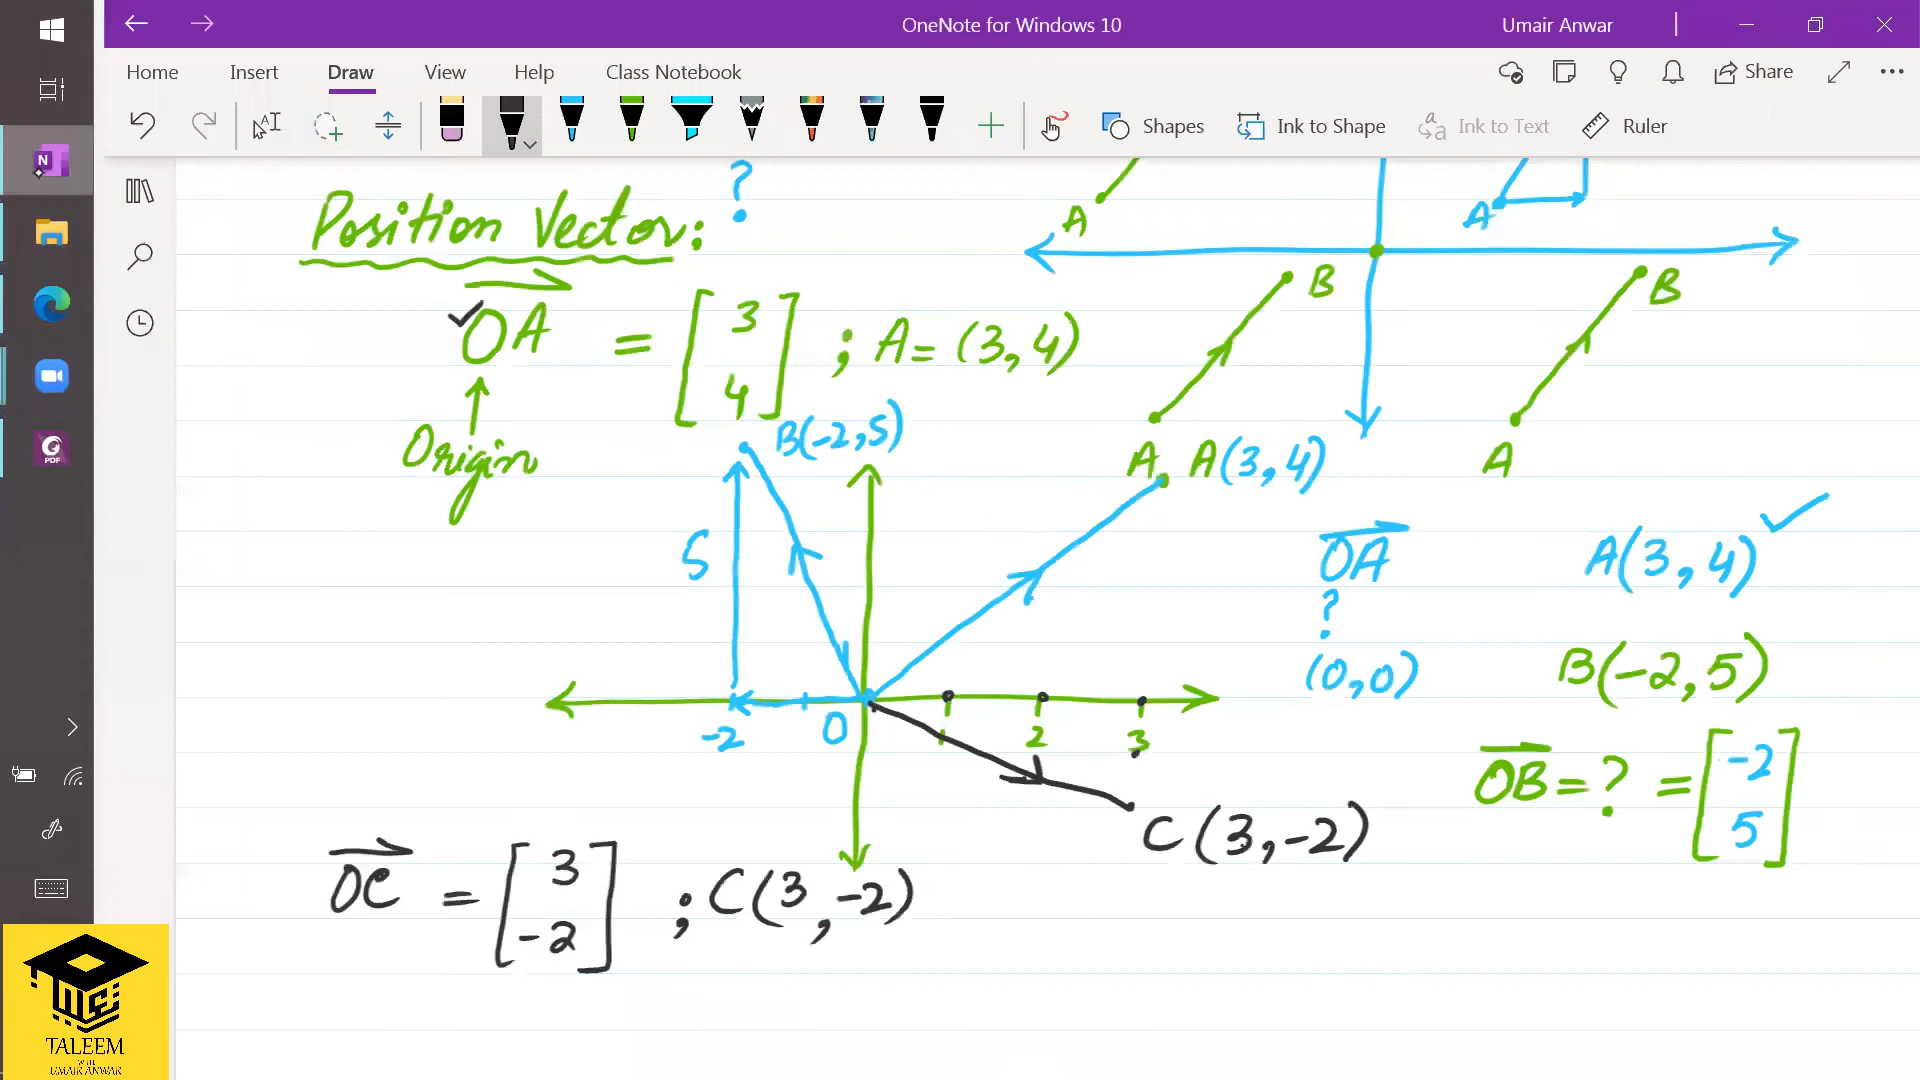 OneNote for Windows 10
Umair Anwar
Home Insert Draw View Help Class Notebook Share
Shapes Ink to Shape Ink to Text Ruler
?
Position Vector:
A
A
OA = [3 4] ; A = (3, 4)
Origin
B
B
A
A
B(-2, 5)
A(3, 4)
5
OA
?
(0,0)
A(3, 4)
B(-2, 5)
-2 0 1 2 3
OB = ? = [-2 5]
C(3, -2)
OC = [3 -2] ; C(3, -2)
TALEEM
WITH
UMAIR ANWAR
PDF